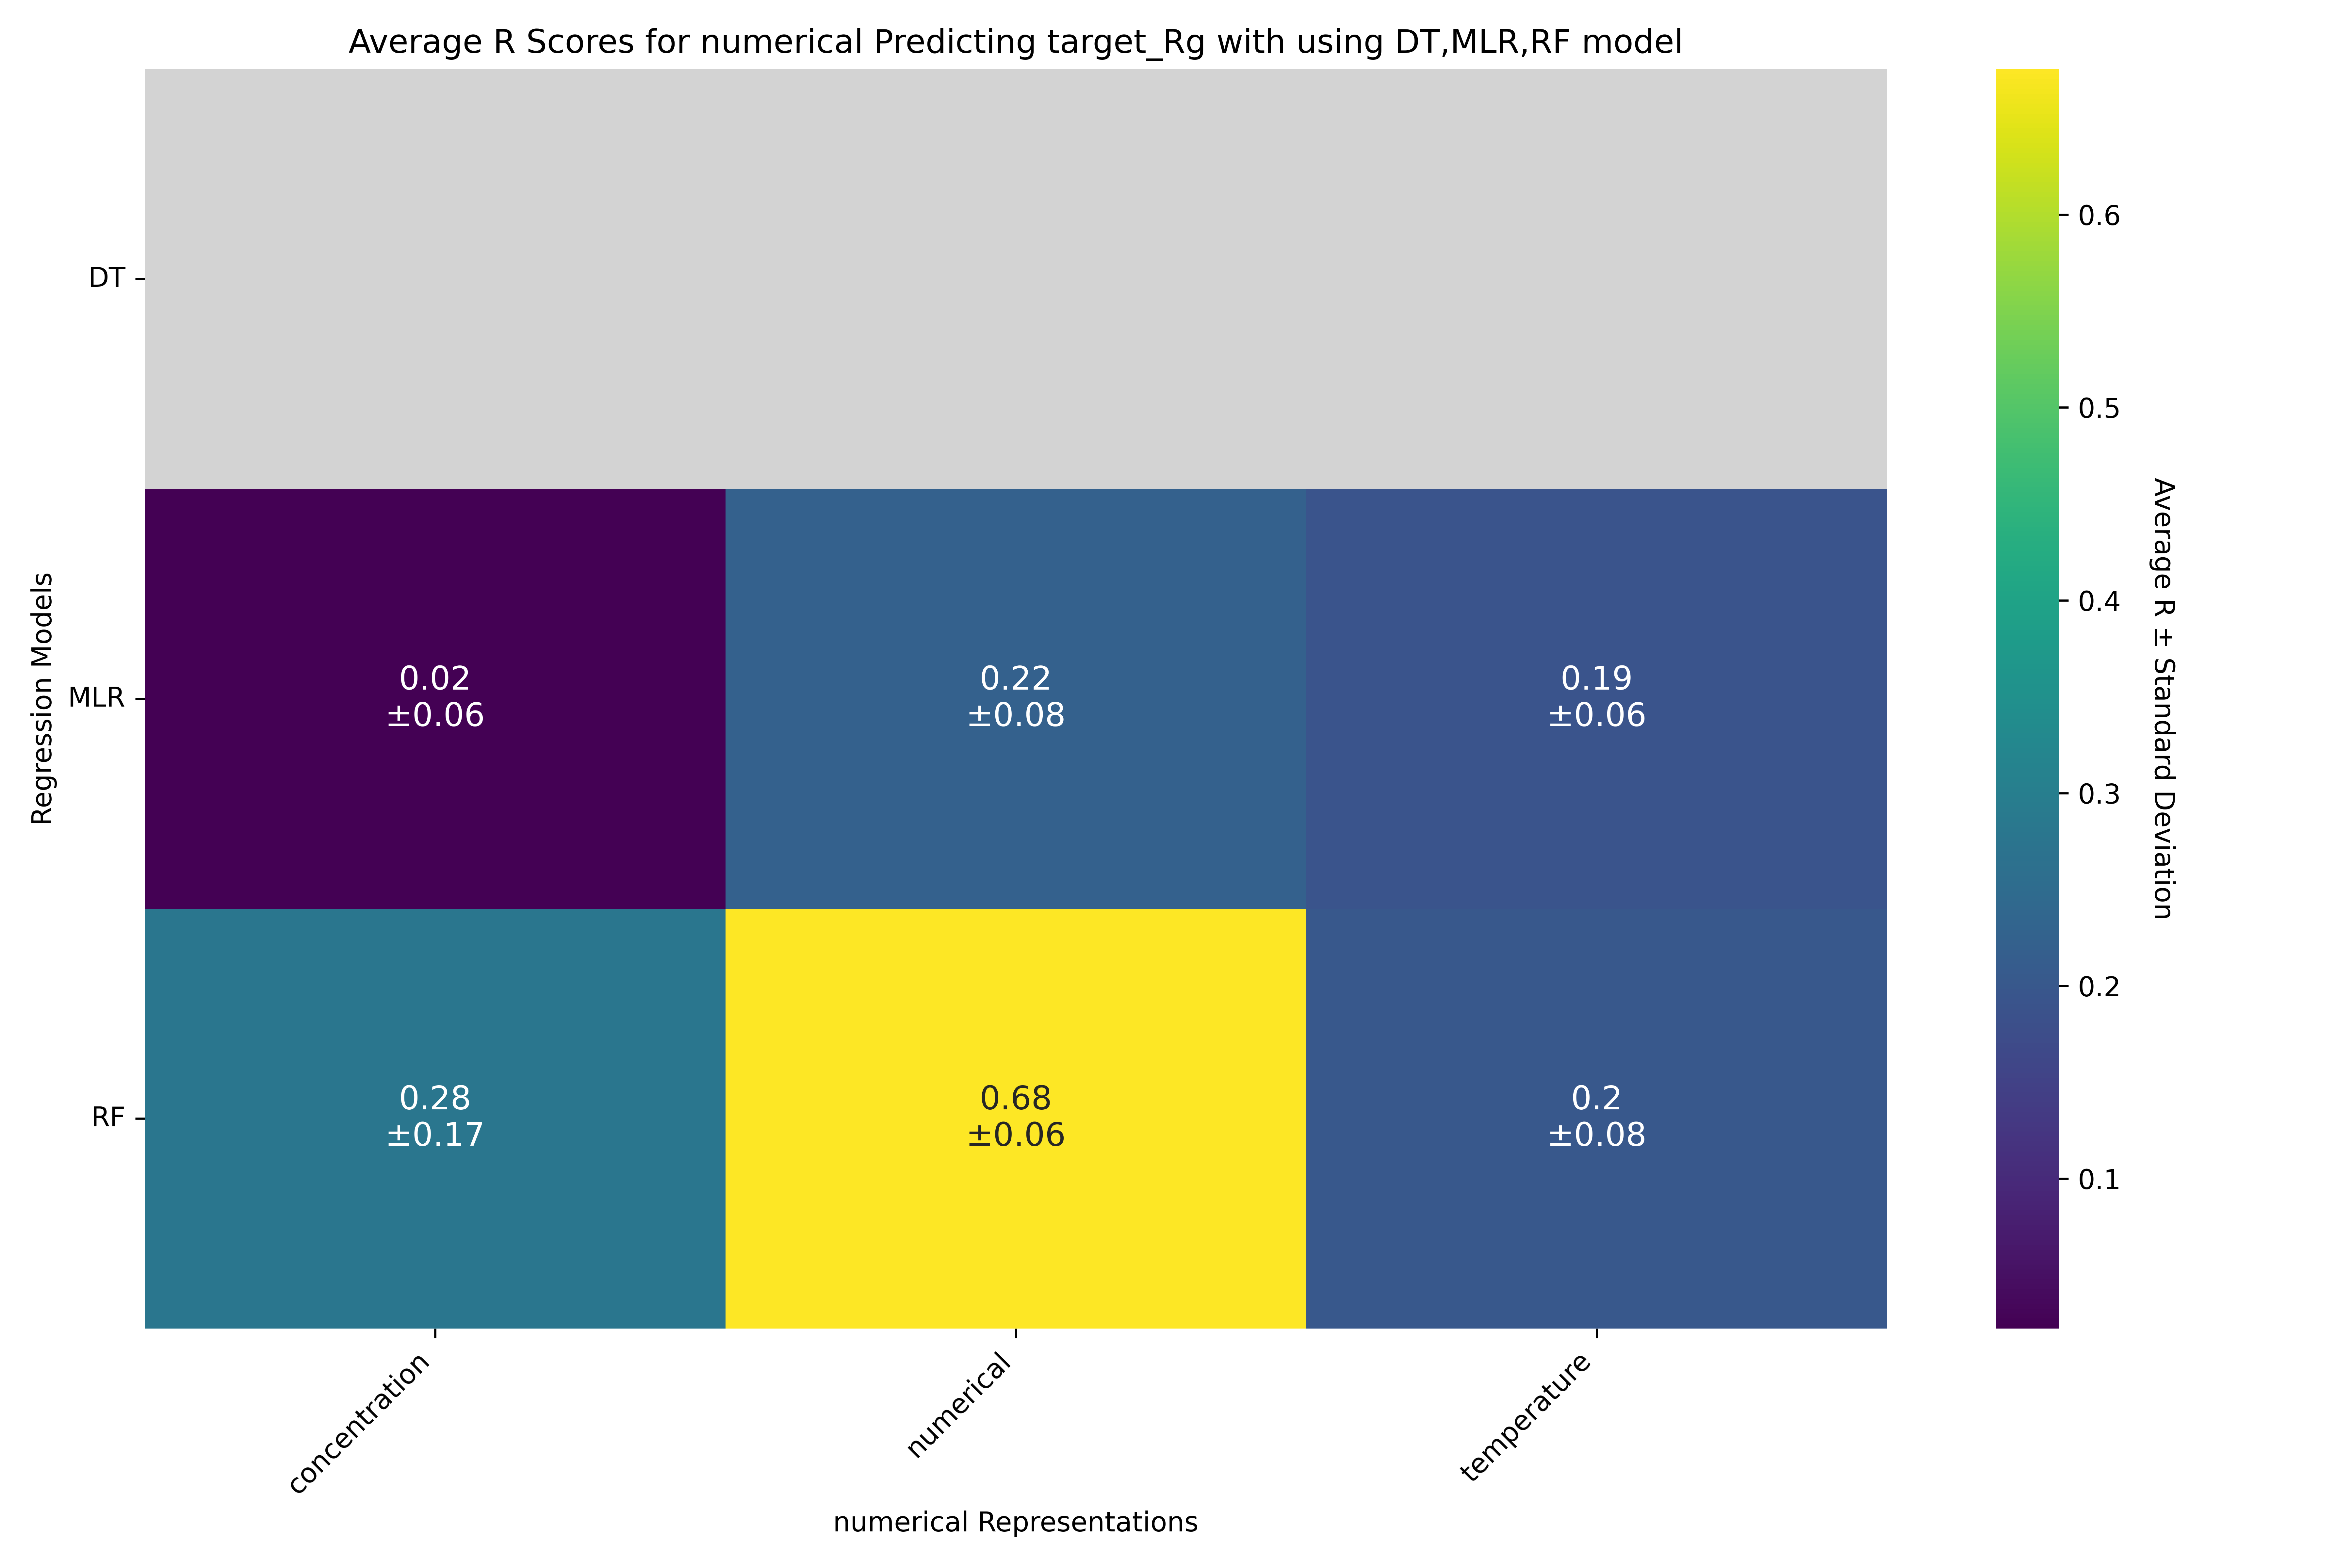 Average R Scores for numerical Predicting target_Rg with using DT,MLR,RF model
Regression Models
DT
MLR
RF
0.02
±0.06
0.22
±0.08
0.19
±0.06
0.28
±0.17
0.68
±0.06
0.2
±0.08
concentration
numerical
temperature
numerical Representations
0.6
0.5
0.4
0.3
0.2
0.1
Average R ± Standard Deviation